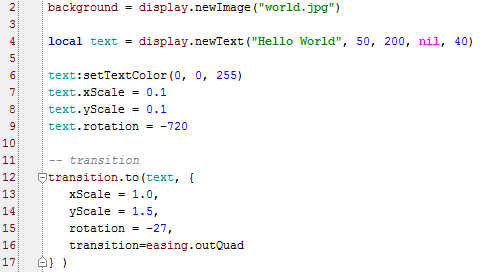 2 background = display.newImage("world.jpg")
3
4 local text = display.newText("Hello World", 50, 200, nil, 40)
5
6 text:setTextColor(0, 0, 255)
7 text.xScale = 0.1
8 text.yScale = 0.1
9 text.rotation = -720
10
11 -- transition
12 transition.to(text, {
13 xScale = 1.0,
14 yScale = 1.5,
15 rotation = -27,
16 transition=easing.outQuad
17 } )